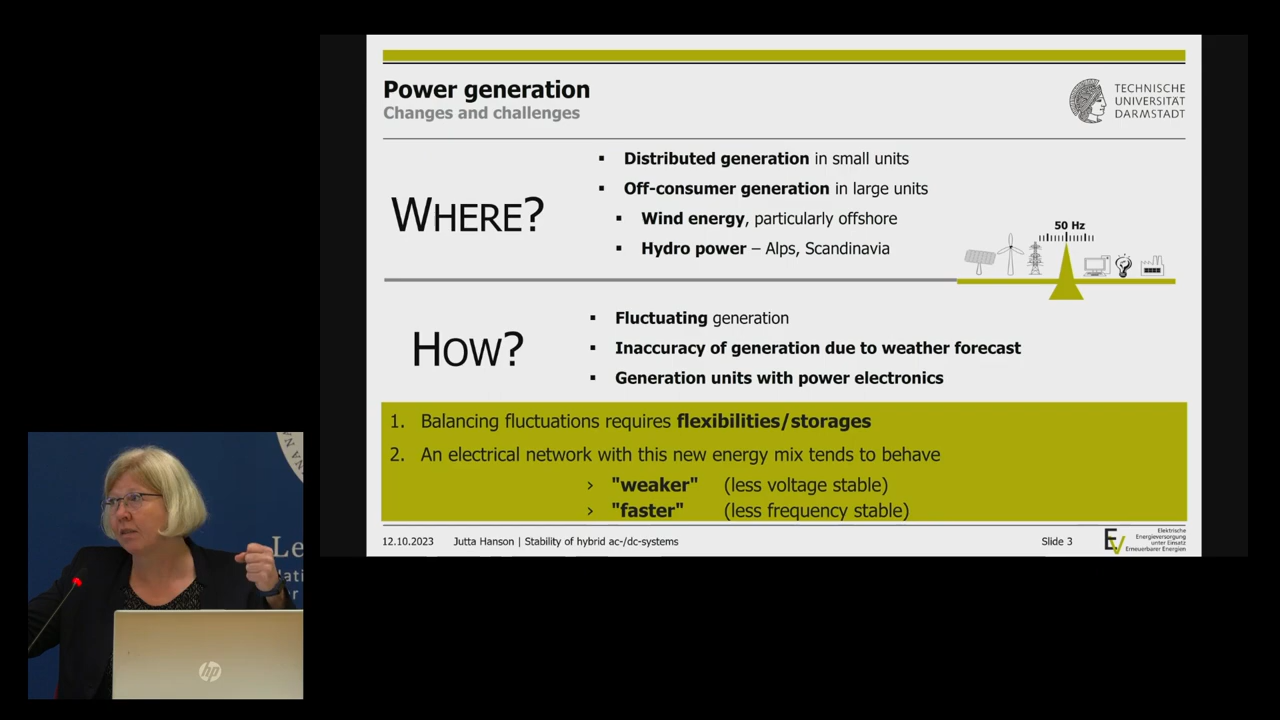 Power generation
Changes and challenges
TECHNISCHE
UNIVERSITÄT
DARMSTADT
WHERE?
▪ Distributed generation in small units
▪ Off-consumer generation in large units
▪ Wind energy, particularly offshore
▪ Hydro power – Alps, Scandinavia
50 Hz
HOW?
▪ Fluctuating generation
▪ Inaccuracy of generation due to weather forecast
▪ Generation units with power electronics
1. Balancing fluctuations requires flexibilities/storages
2. An electrical network with this new energy mix tends to behave
› "weaker" (less voltage stable)
› "faster" (less frequency stable)
12.10.2023 Jutta Hanson | Stability of hybrid ac-/dc-systems Slide 3
Elektrische
Energieversorgung
unter Einsatz
Erneuerbarer Energien
hp